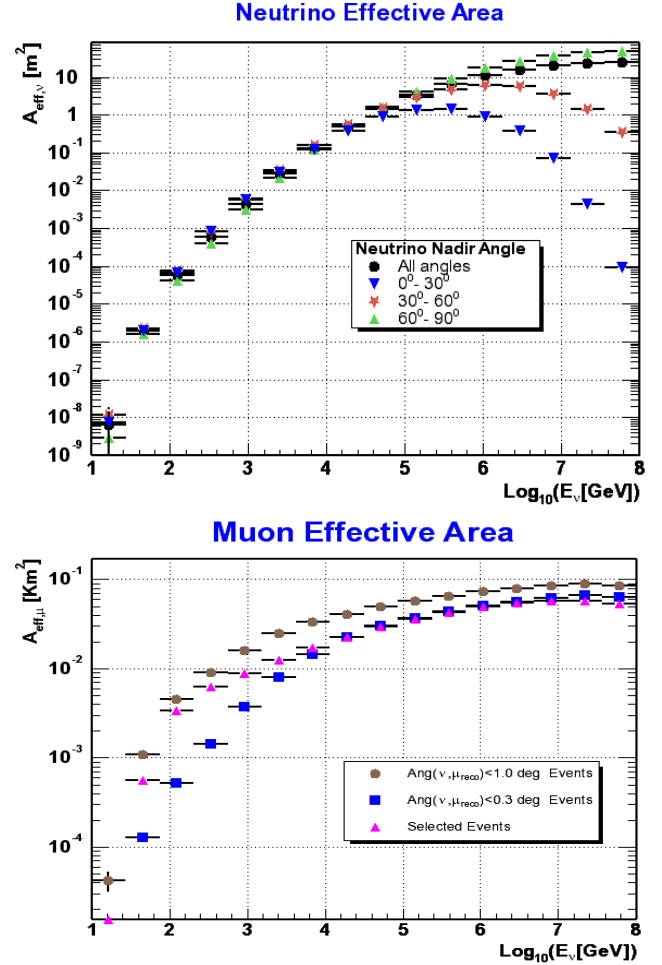 Neutrino Effective Area
A_eff,ν [m²]
10
1
10⁻¹
10⁻²
10⁻³
10⁻⁴
10⁻⁵
10⁻⁶
10⁻⁷
10⁻⁸
10⁻⁹
Neutrino Nadir Angle
All angles
0⁰- 30⁰
30⁰- 60⁰
60⁰- 90⁰
1 2 3 4 5 6 7 8
Log₁₀(Eν[GeV])
Muon Effective Area
A_eff,μ [Km²]
10⁻¹
10⁻²
10⁻³
10⁻⁴
Ang(ν,μreco)<1.0 deg Events
Ang(ν,μreco)<0.3 deg Events
Selected Events
1 2 3 4 5 6 7 8
Log₁₀(Eν[GeV])